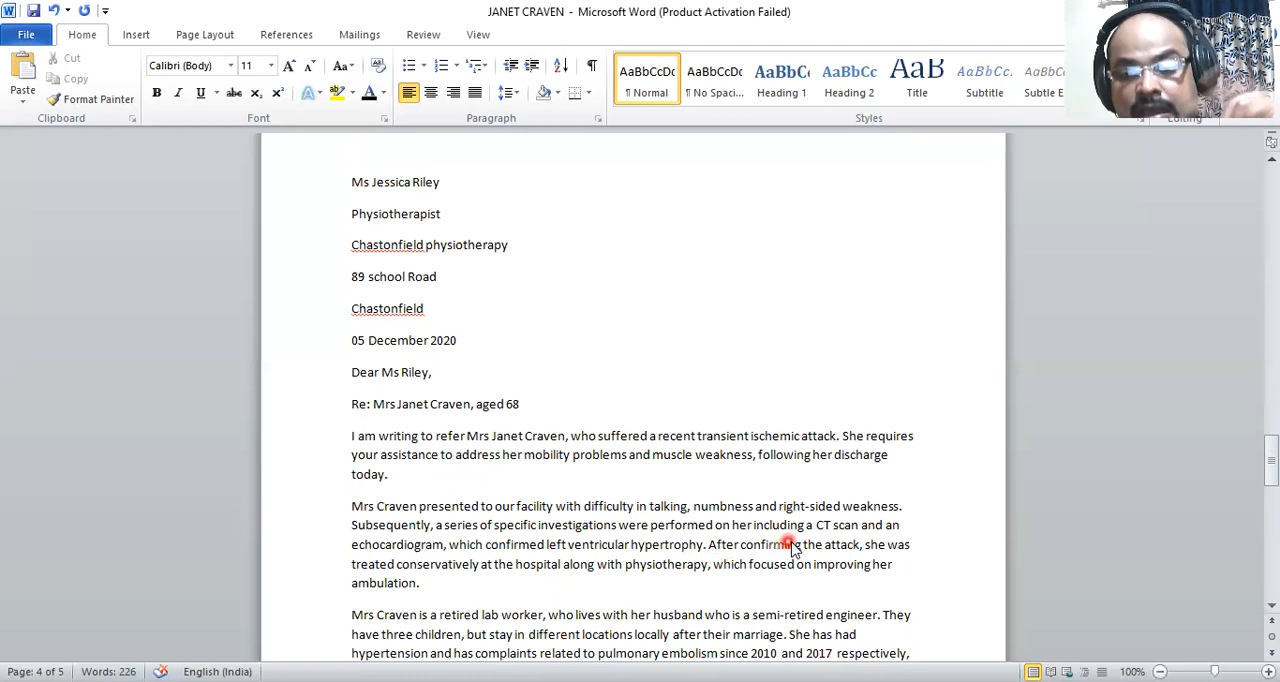 JANET CRAVEN - Microsoft Word (Product Activation Failed)
File Home Insert Page Layout References Mailings Review View
Cut
Copy
Format Painter
Paste
Clipboard
Calibri (Body) 11
Font
Paragraph
AaBbCcDc AaBbCcDc AaBbCc AaBbCc AaB AaBbCc. AaBbCc
¶ Normal ¶ No Spaci... Heading 1 Heading 2 Title Subtitle Subtle E
Styles
Editing
Ms Jessica Riley
Physiotherapist
Chastonfield physiotherapy
89 school Road
Chastonfield
05 December 2020
Dear Ms Riley,
Re: Mrs Janet Craven, aged 68
I am writing to refer Mrs Janet Craven, who suffered a recent transient ischemic attack. She requires
your assistance to address her mobility problems and muscle weakness, following her discharge
today.
Mrs Craven presented to our facility with difficulty in talking, numbness and right-sided weakness.
Subsequently, a series of specific investigations were performed on her including a CT scan and an
echocardiogram, which confirmed left ventricular hypertrophy. After confirming the attack, she was
treated conservatively at the hospital along with physiotherapy, which focused on improving her
ambulation.
Mrs Craven is a retired lab worker, who lives with her husband who is a semi-retired engineer. They
have three children, but stay in different locations locally after their marriage. She has had
hypertension and has complaints related to pulmonary embolism since 2010 and 2017 respectively,
Page: 4 of 5 Words: 226 English (India) 100%